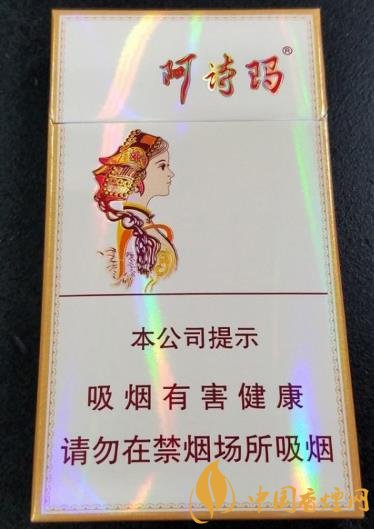 阿诗玛®
本公司提示
吸烟有害健康
请勿在禁烟场所吸烟
中国香烟网